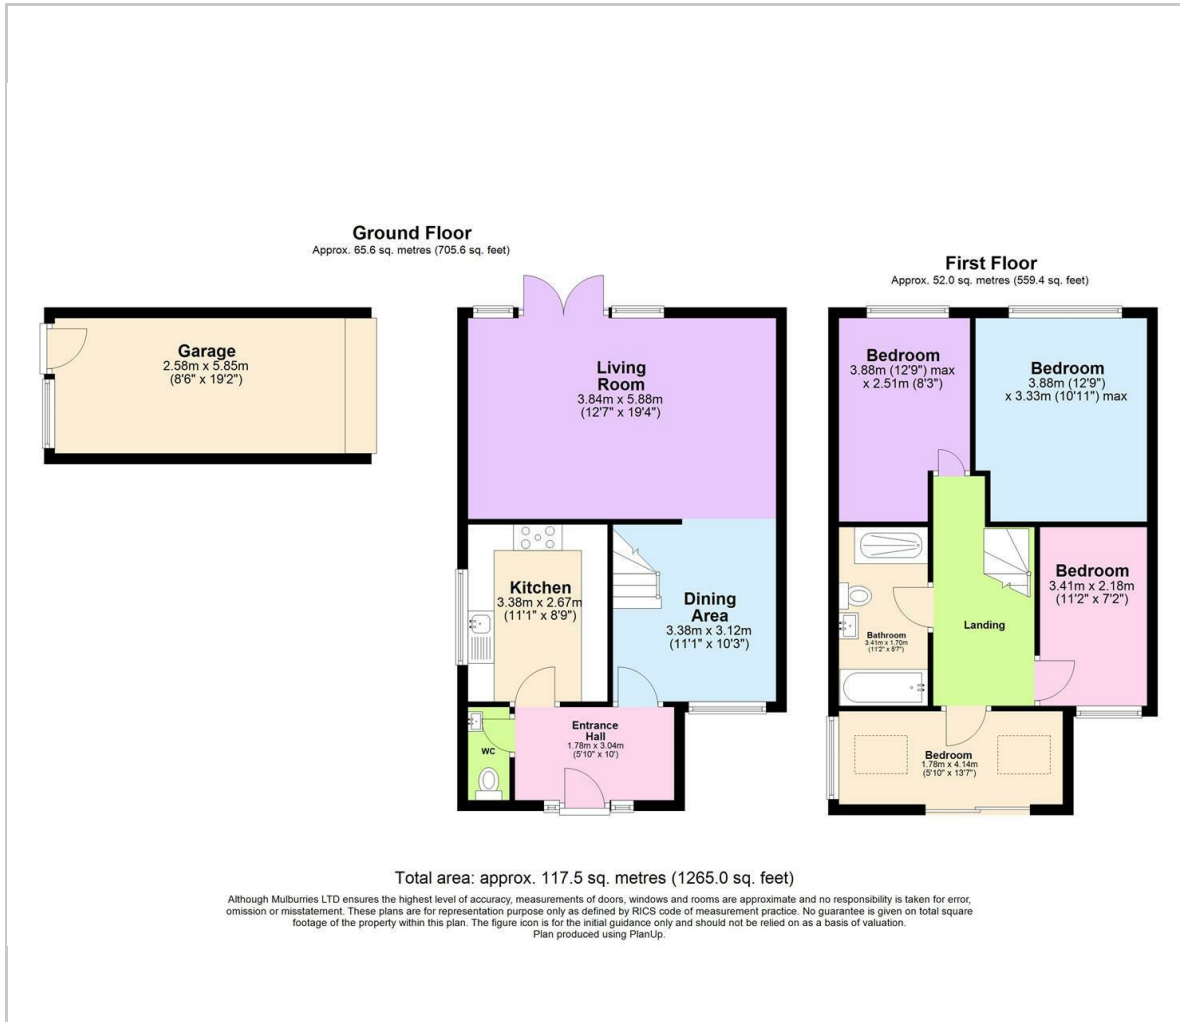 Ground Floor
Approx. 65.6 sq. metres (705.6 sq. feet)
First Floor
Approx. 52.0 sq. metres (559.4 sq. feet)
Garage
2.58m x 5.85m
(8'6" x 19'2")
Living
Room
3.84m x 5.88m
(12'7" x 19'4")
Kitchen
3.38m x 2.67m
(11'1" x 8'9")
Dining
Area
3.38m x 3.12m
(11'1" x 10'3")
WC
Entrance
Hall
1.78m x 3.04m
(5'10" x 10')
Bedroom
3.88m (12'9") max
x 2.51m (8'3")
Bedroom
3.88m (12'9")
x 3.33m (10'11") max
Bathroom
3.41m x 1.70m
(11'2" x 5'7")
Landing
Bedroom
3.41m x 2.18m
(11'2" x 7'2")
Bedroom
1.78m x 4.14m
(5'10" x 13'7")
Total area: approx. 117.5 sq. metres (1265.0 sq. feet)
Although Mulburries LTD ensures the highest level of accuracy, measurements of doors, windows and rooms are approximate and no responsibility is taken for error,
omission or misstatement. These plans are for representation purpose only as defined by RICS code of measurement practice. No guarantee is given on total square
footage of the property within this plan. The figure icon is for the initial guidance only and should not be relied on as a basis of valuation.
Plan produced using PlanUp.